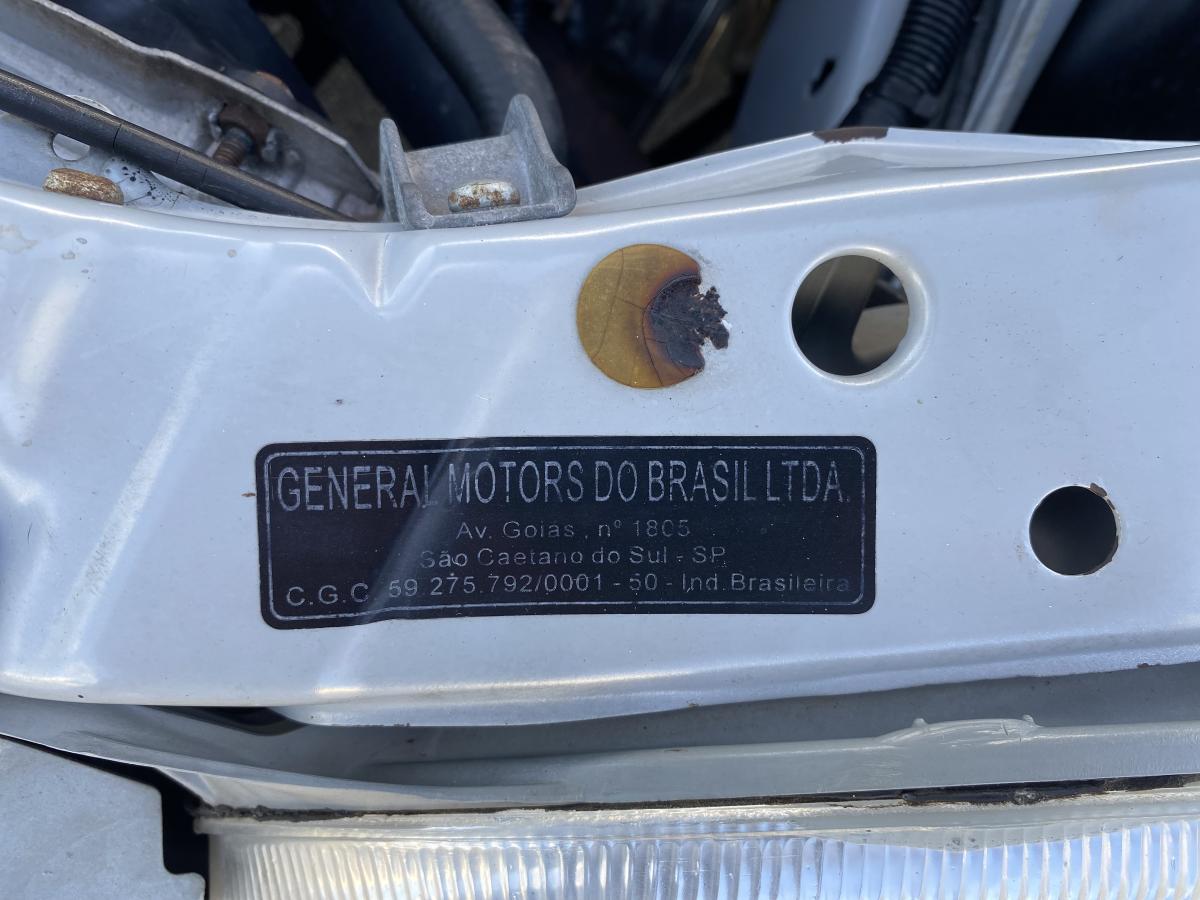 GENERAL MOTORS DO BRASIL LTDA.
Av. Goiás, nº 1805
São Caetano do Sul - SP
C.G.C 59.275.792/0001 - 50 - Ind.Brasileira